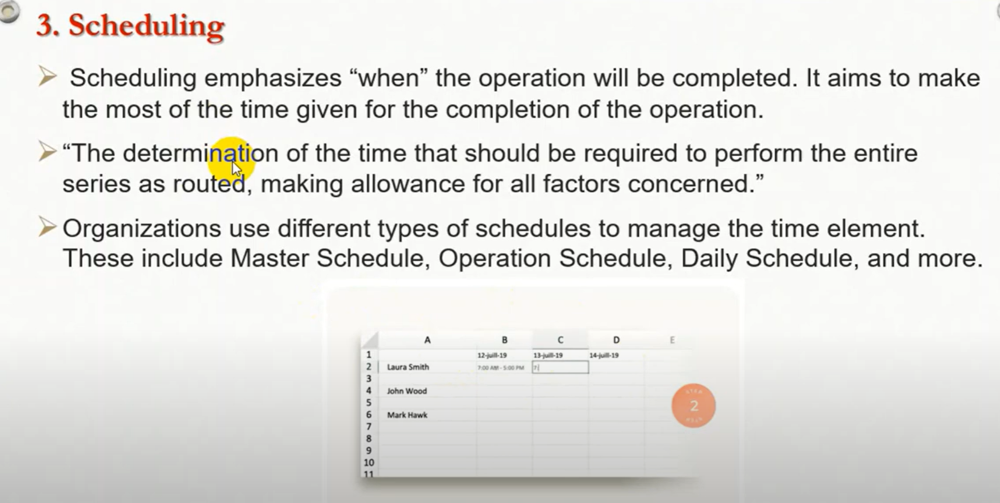 3. Scheduling
Scheduling emphasizes “when” the operation will be completed. It aims to make
the most of the time given for the completion of the operation.
“The determination of the time that should be required to perform the entire
series as routed, making allowance for all factors concerned.”
Organizations use different types of schedules to manage the time element.
These include Master Schedule, Operation Schedule, Daily Schedule, and more.
A B C D E
1 12-juill-19 13-juill-19 14-juill-19
2 Laura Smith 7:00 AM - 5:00 PM 7:
3
4 John Wood
5
6 Mark Hawk
7
8
9
10
11
STEP
2